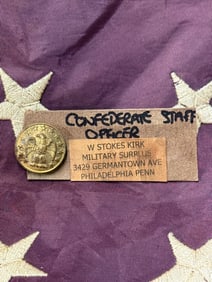 CONFEDERATE STAFF
OFFICER
W STOKES KIRK
MILITARY SURPLUS
3429 GERMANTOWN AVE
PHILADELPHIA PENN